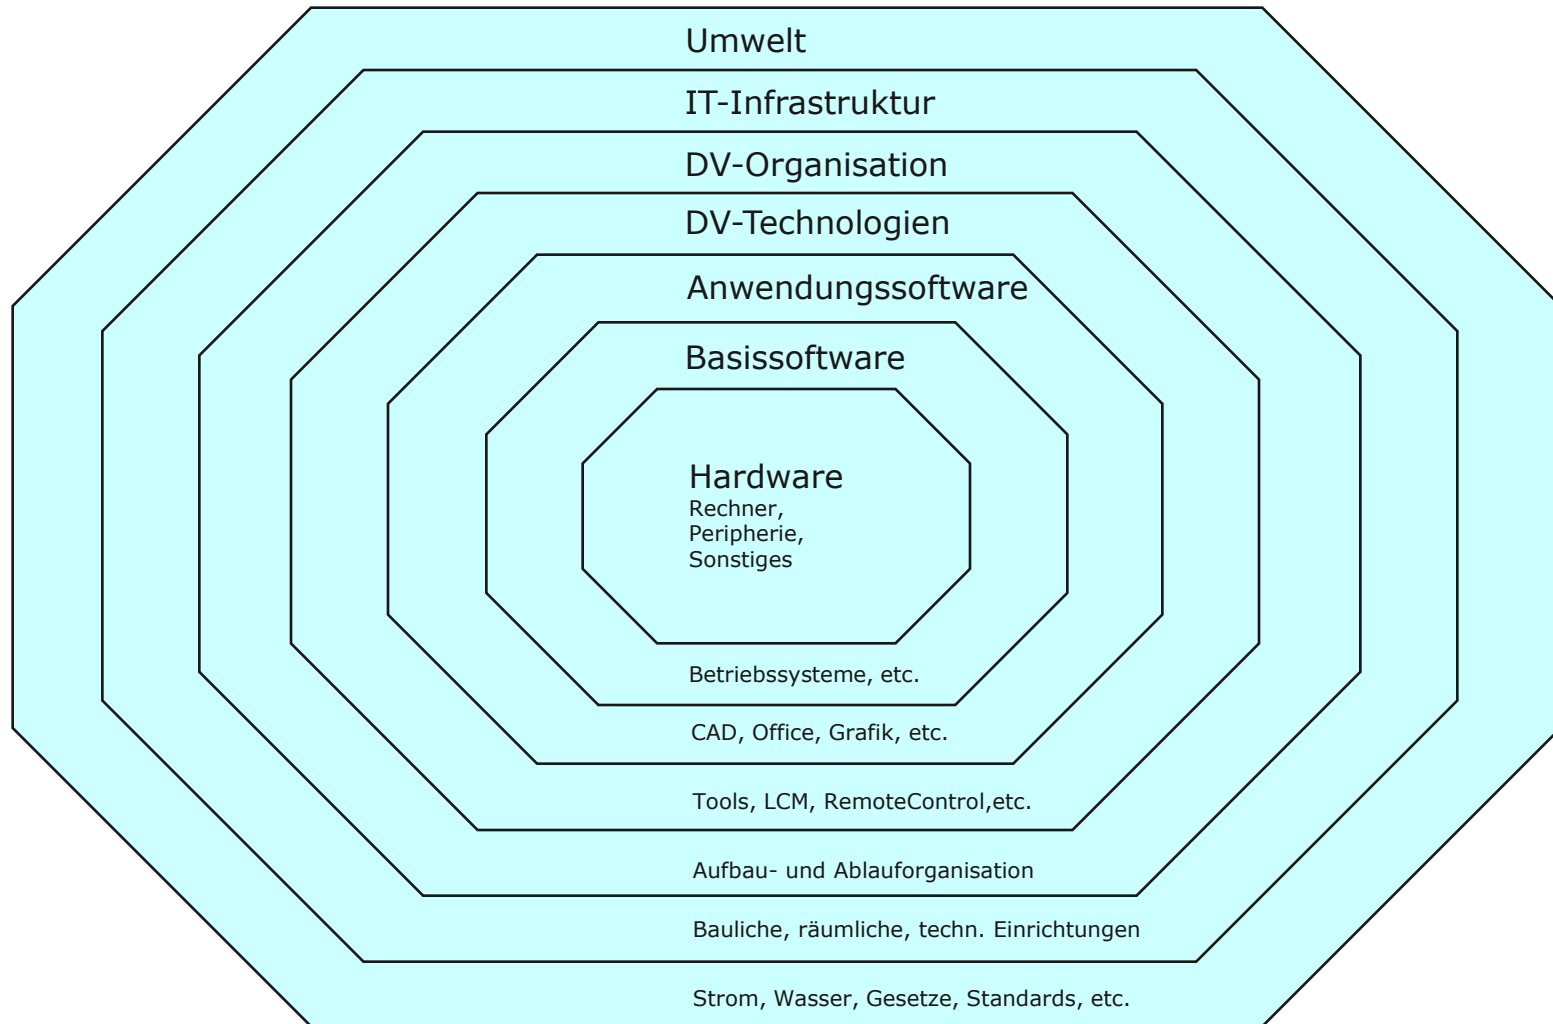 Umwelt
IT-Infrastruktur
DV-Organisation
DV-Technologien
Anwendungssoftware
Basissoftware
Hardware
Rechner,
Peripherie,
Sonstiges
Betriebssysteme, etc.
CAD, Office, Grafik, etc.
Tools, LCM, RemoteControl,etc.
Aufbau- und Ablauforganisation
Bauliche, räumliche, techn. Einrichtungen
Strom, Wasser, Gesetze, Standards, etc.